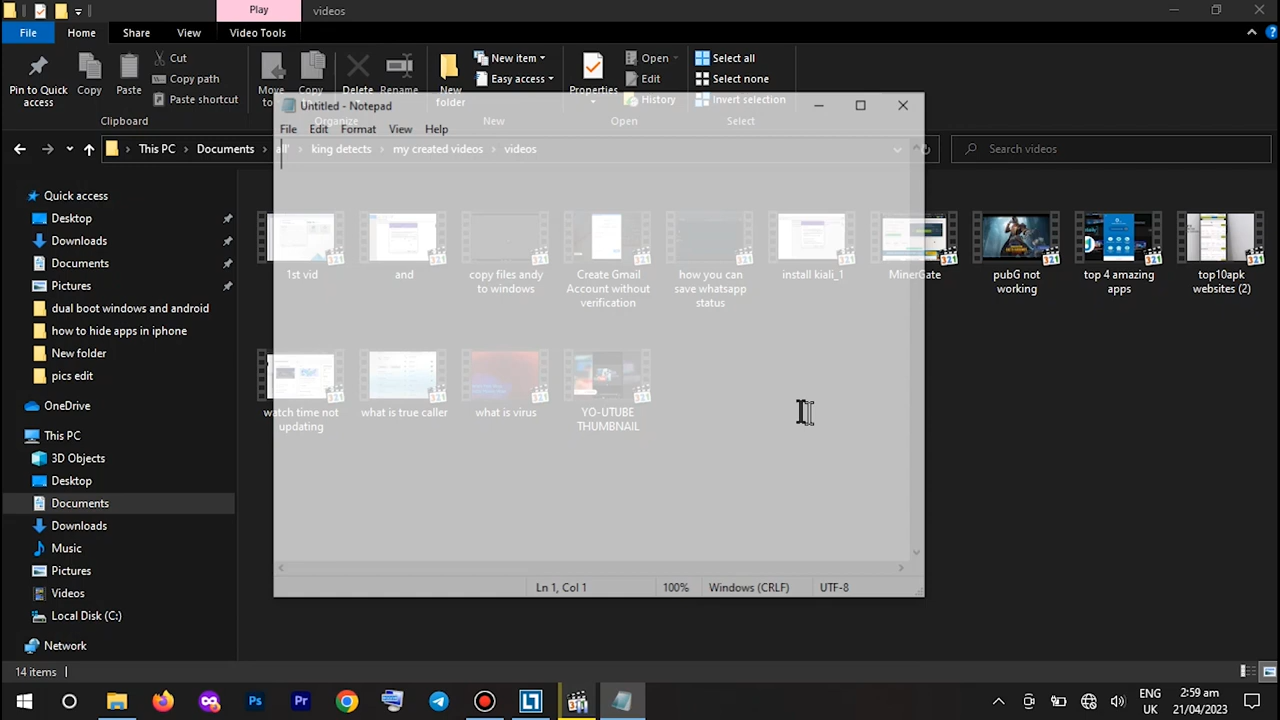 Play
videos
File
Home
Share
View
Video Tools
Pin to Quick
access
Copy
Paste
Cut
Copy path
Paste shortcut
Clipboard
Move
to
Copy
Delete
Rename
Organize
New
folder
New item
Easy access
New
Properties
Open
Edit
History
Open
Select all
Select none
Invert selection
Select
Untitled - Notepad
File Edit Format View Help
This PC
Documents
all'
king detects
my created videos
videos
Search videos
Quick access
Desktop
Downloads
Documents
Pictures
dual boot windows and android
how to hide apps in iphone
New folder
pics edit
OneDrive
This PC
3D Objects
Desktop
Documents
Downloads
Music
Pictures
Videos
Local Disk (C:)
Network
1st vid
and
copy files andy
to windows
Create Gmail
Account without
verification
how you can
save whatsapp
status
install kiali_1
MinerGate
pubG not
working
top 4 amazing
apps
top10apk
websites (2)
watch time not
updating
what is true caller
what is virus
YO-UTUBE
THUMBNAIL
Ln 1, Col 1
100%
Windows (CRLF)
UTF-8
14 items
Ps
Pr
321
ENG
UK
2:59 am
21/04/2023